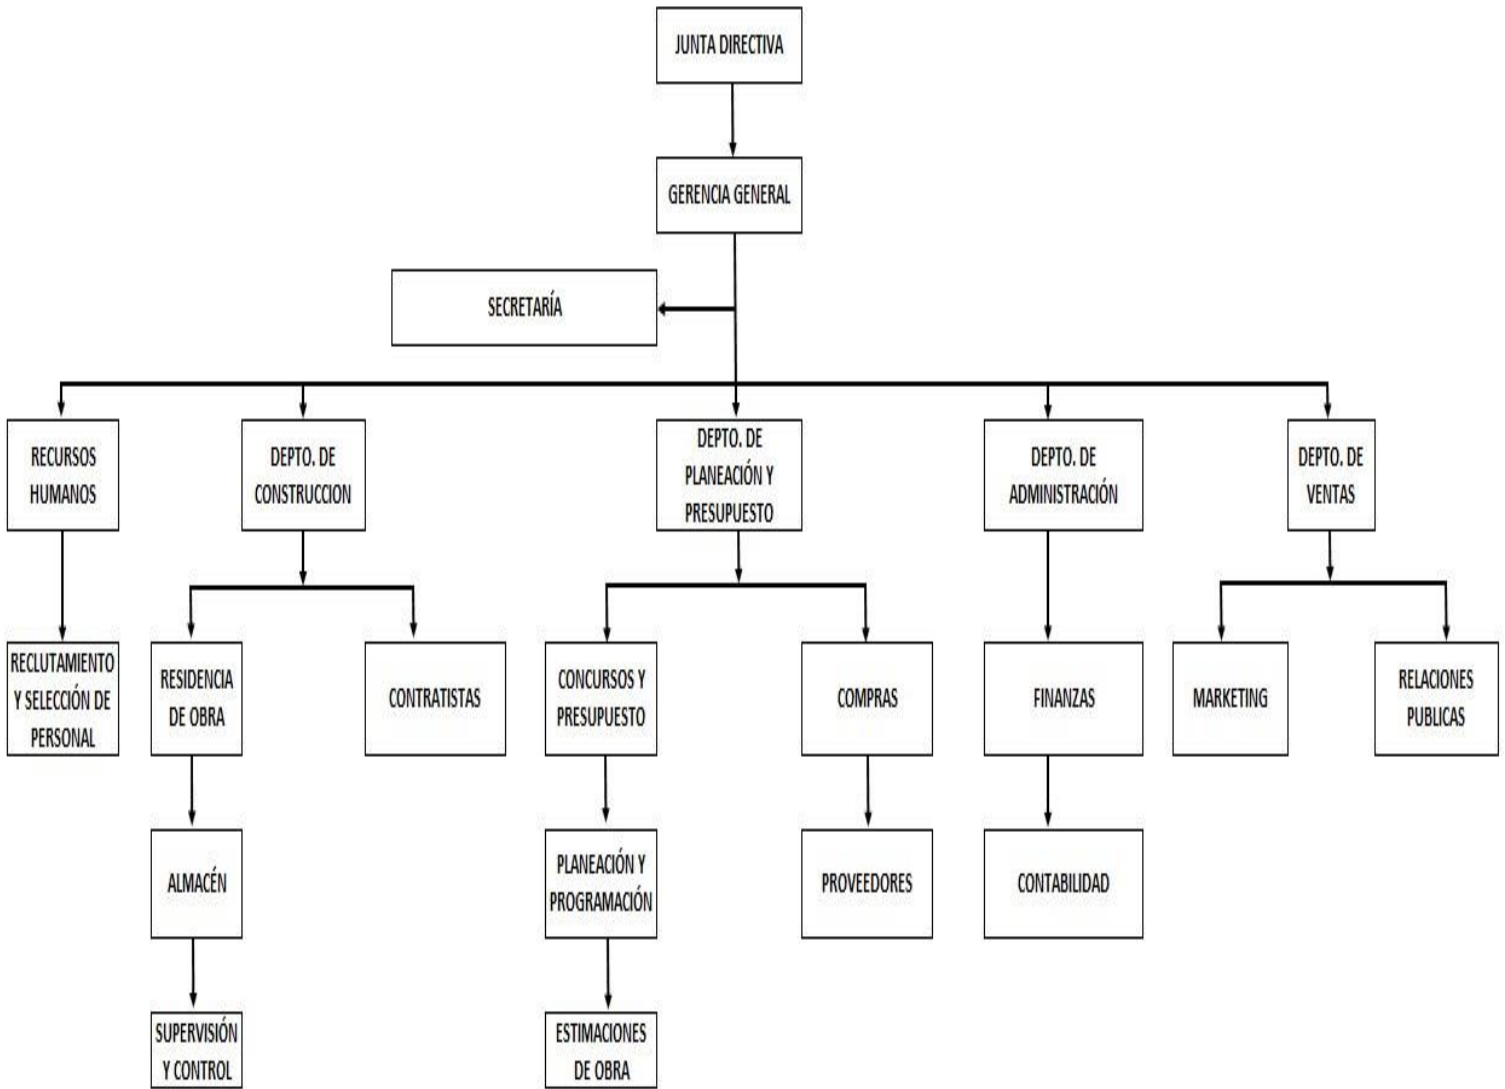 JUNTA DIRECTIVA
GERENCIA GENERAL
SECRETARÍA
RECURSOS
HUMANOS
DEPTO. DE
CONSTRUCCION
DEPTO. DE
PLANEACIÓN Y
PRESUPUESTO
DEPTO. DE
ADMINISTRACIÓN
DEPTO. DE
VENTAS
RECLUTAMIENTO
Y SELECCIÓN DE
PERSONAL
RESIDENCIA
DE OBRA
CONTRATISTAS
CONCURSOS Y
PRESUPUESTO
COMPRAS
FINANZAS
MARKETING
RELACIONES
PUBLICAS
ALMACÉN
PLANEACIÓN Y
PROGRAMACIÓN
PROVEEDORES
CONTABILIDAD
SUPERVISIÓN
Y CONTROL
ESTIMACIONES
DE OBRA